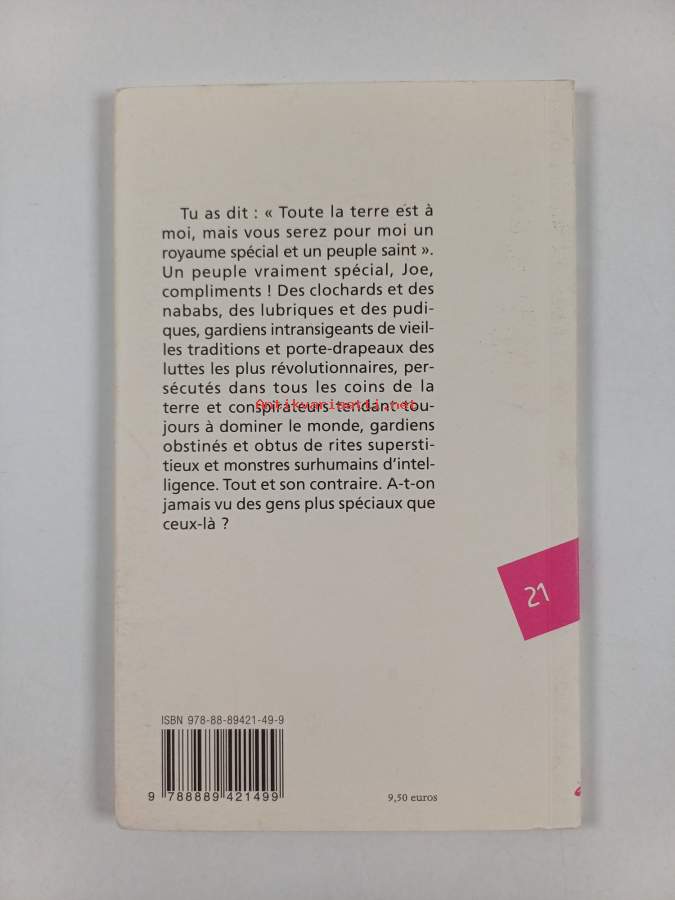 Tu as dit : « Toute la terre est à
moi, mais vous serez pour moi un
royaume spécial et un peuple saint ».
Un peuple vraiment spécial, Joe,
compliments ! Des clochards et des
nababs, des lubriques et des pudi-
ques, gardiens intransigeants de vieil-
les traditions et porte-drapeaux des
luttes les plus révolutionnaires, per-
sécutés dans tous les coins de la
terre et conspirateurs tendant tou-
Antikvariaatti.net
jours à dominer le monde, gardiens
obstinés et obtus de rites supersti-
tieux et monstres surhumains d'intel-
ligence. Tout et son contraire. A-t-on
jamais vu des gens plus spéciaux que
ceux-là ?
21
ISBN 978-88-89421-49-9
9 788889 421499
9,50 euros